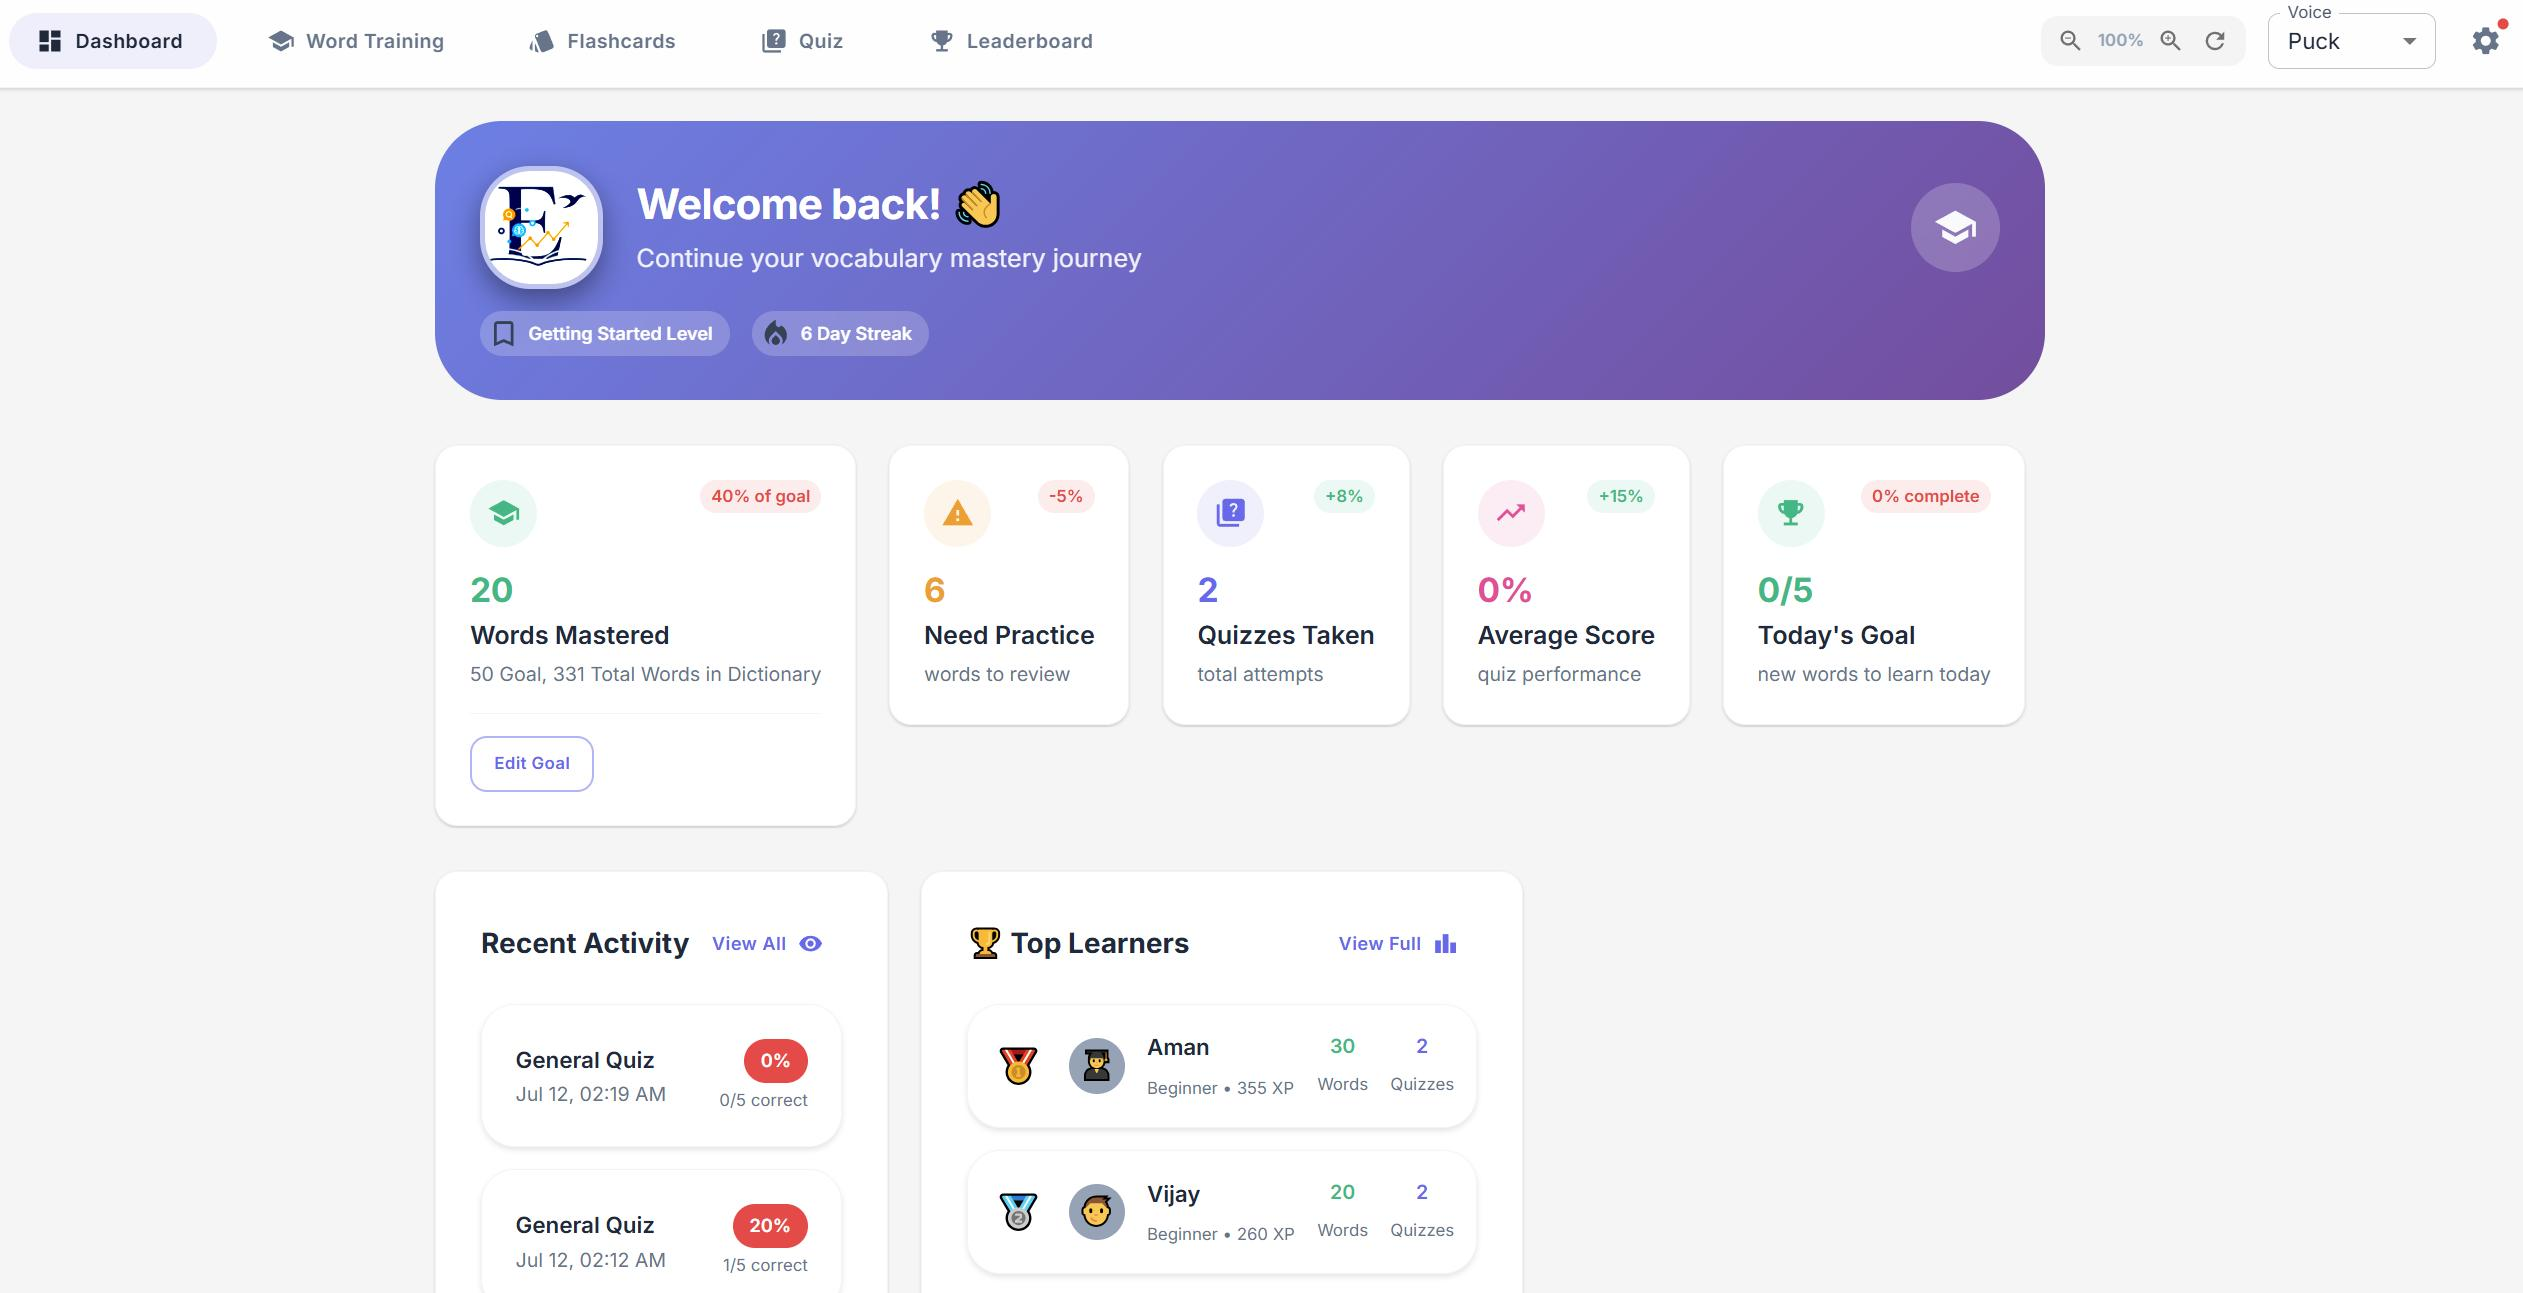 Dashboard
Word Training
Flashcards
Quiz
Leaderboard
100%
Voice
Puck
Welcome back! 👋
Continue your vocabulary mastery journey
Getting Started Level
6 Day Streak
40% of goal
20
Words Mastered
50 Goal, 331 Total Words in Dictionary
Edit Goal
-5%
6
Need Practice
words to review
+8%
2
Quizzes Taken
total attempts
+15%
0%
Average Score
quiz performance
0% complete
0/5
Today's Goal
new words to learn today
Recent Activity
View All
General Quiz
0%
Jul 12, 02:19 AM
0/5 correct
General Quiz
20%
Jul 12, 02:12 AM
1/5 correct
🏆 Top Learners
View Full
Aman
Beginner • 355 XP
30
Words
2
Quizzes
Vijay
Beginner • 260 XP
20
Words
2
Quizzes